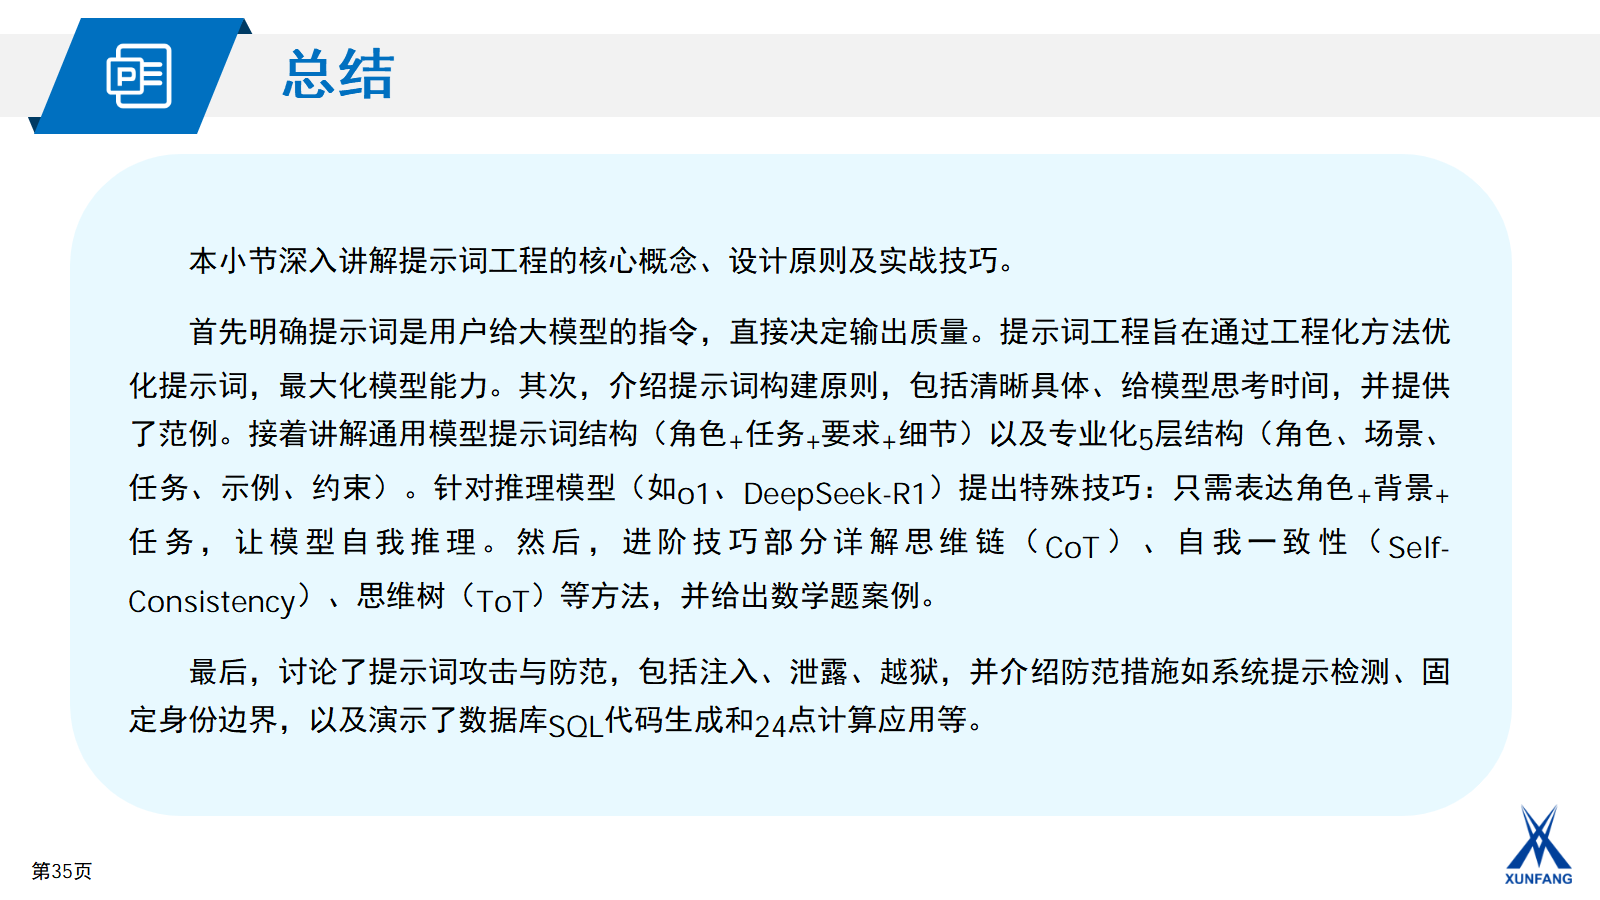 总结
本小节深入讲解提示词工程的核心概念、设计原则及实战技巧。
首先明确提示词是用户给大模型的指令，直接决定输出质量。提示词工程旨在通过工程化方法优
化提示词，最大化模型能力。其次，介绍提示词构建原则，包括清晰具体、给模型思考时间，并提供
了范例。接着讲解通用模型提示词结构（角色+任务+要求+细节）以及专业化5层结构（角色、场景、
任务、示例、约束）。针对推理模型（如o1、DeepSeek-R1）提出特殊技巧：只需表达角色+背景+
任务，让模型自我推理。然后，进阶技巧部分详解思维链（CoT）、自我一致性（Self-
Consistency）、思维树（ToT）等方法，并给出数学题案例。
最后，讨论了提示词攻击与防范，包括注入、泄露、越狱，并介绍防范措施如系统提示检测、固
定身份边界，以及演示了数据库SQL代码生成和24点计算应用等。
第35页
XUNFANG